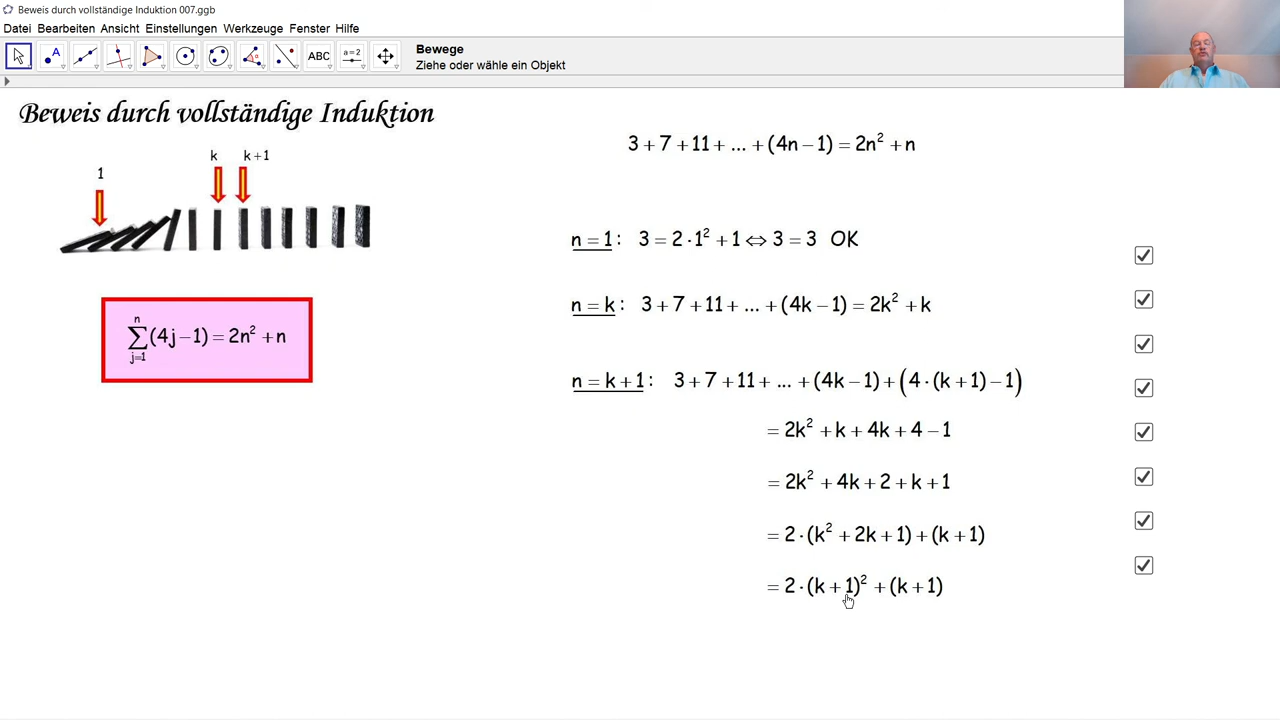 Beweis durch vollständige Induktion 007.ggb
Datei Bearbeiten Ansicht Einstellungen Werkzeuge Fenster Hilfe
A
ABC
a=2
Bewege
Ziehe oder wähle ein Objekt
Beweis durch vollständige Induktion
1
k
k+1
3+7+11+ ... +(4n−1)=2n²+n
n=1: 3=2·1²+1⇔3=3 OK
n=k: 3+7+11+ ... +(4k−1)=2k²+k
∑_{j=1}^{n}(4j−1)=2n²+n
n=k+1: 3+7+11+ ... +(4k−1)+(4·(k+1)−1)
=2k²+k+4k+4−1
=2k²+4k+2+k+1
=2·(k²+2k+1)+(k+1)
=2·(k+1)²+(k+1)